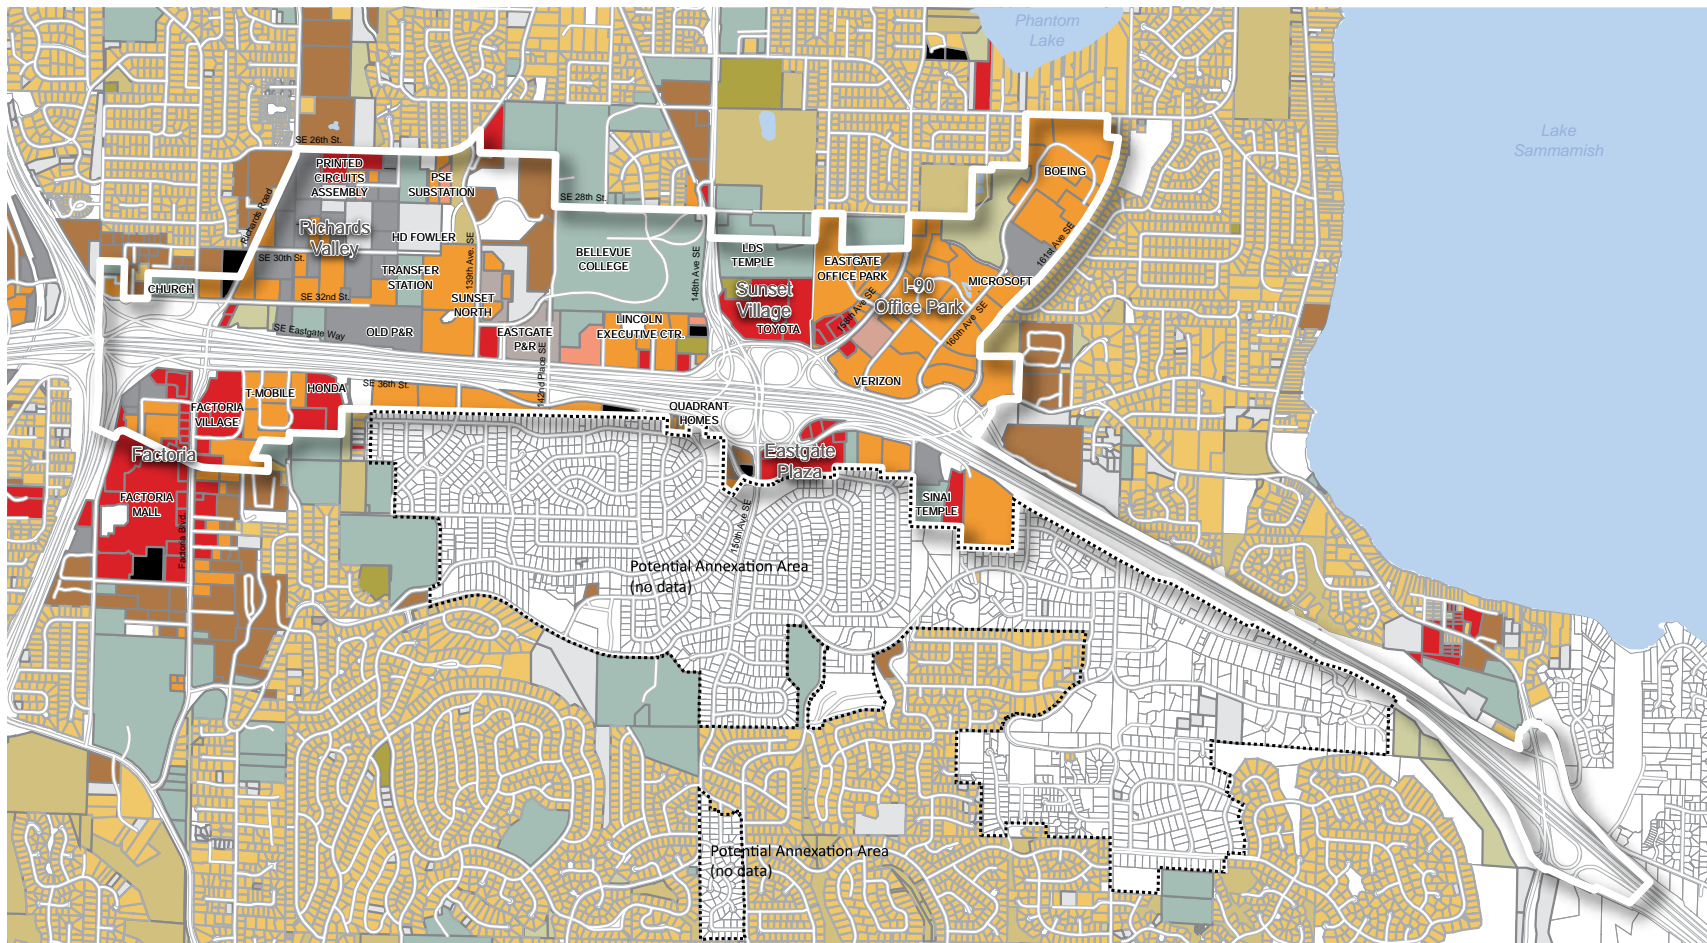 Phantom
Lake
Lake
Sammamish
SE 26th St.
PRINTED
CIRCUITS
ASSEMBLY
PSE
SUBSTATION
BOEING
Richards Road
SE 28th St.
Richards
Valley
HD FOWLER
139th Ave. SE
BELLEVUE
COLLEGE
148th Ave SE
LDS
TEMPLE
161st Ave SE
SE 30th St.
TRANSFER
STATION
EASTGATE
OFFICE PARK
MICROSOFT
CHURCH
SE 32nd St.
SUNSET
NORTH
Sunset
Village
TOYOTA
158th Ave SE
I-90
Office Park
160th Ave SE
SE Eastgate Way
OLD P&R
EASTGATE
P&R
LINCOLN
EXECUTIVE CTR.
142nd Place SE
VERIZON
T-MOBILE
HONDA
SE 36th St.
FACTORIA
VILLAGE
QUADRANT
HOMES
Factoria
Eastgate
Plaza
FACTORIA
MALL
Factoria Blvd.
150th Ave SE
SINAI
TEMPLE
Potential Annexation Area
(no data)
Potential Annexation Area
(no data)